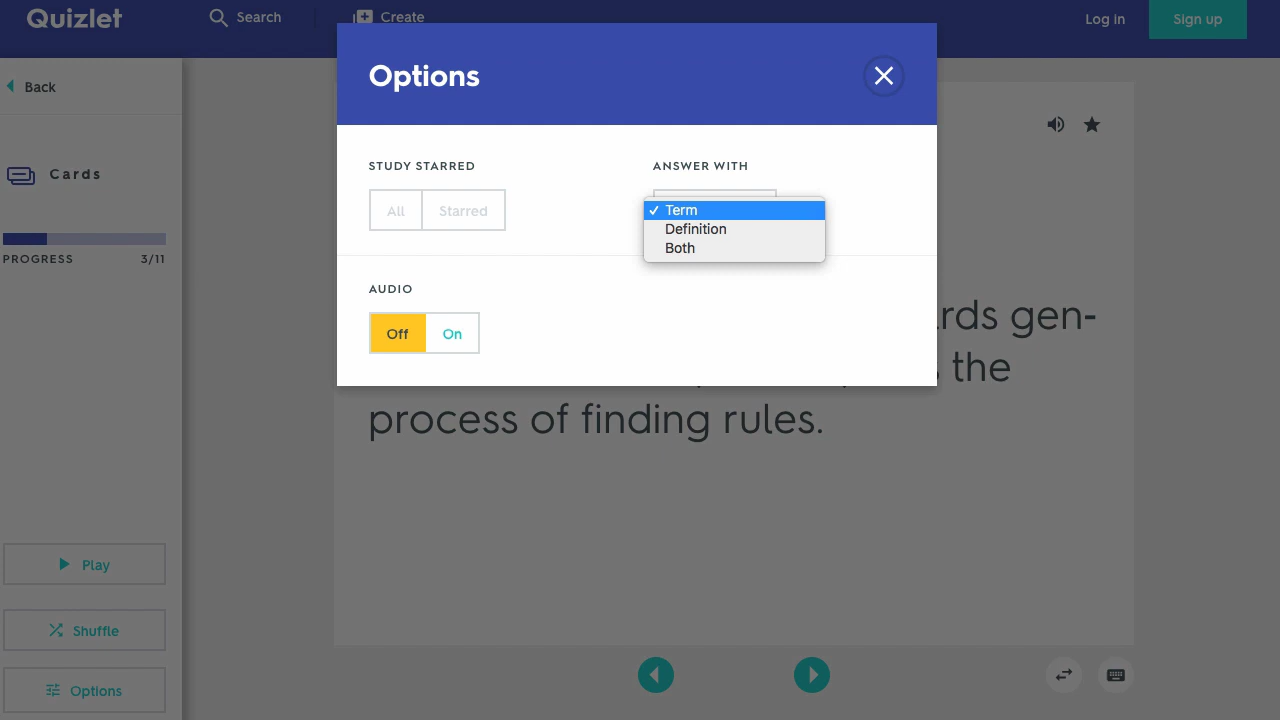 Quizlet
Search
Create
Log in
Sign up
Back
Options
STUDY STARRED
ANSWER WITH
All
Starred
✓ Term
Definition
Both
Cards
PROGRESS
3/11
AUDIO
Off
On
gen-
the
process of finding rules.
Play
Shuffle
Options